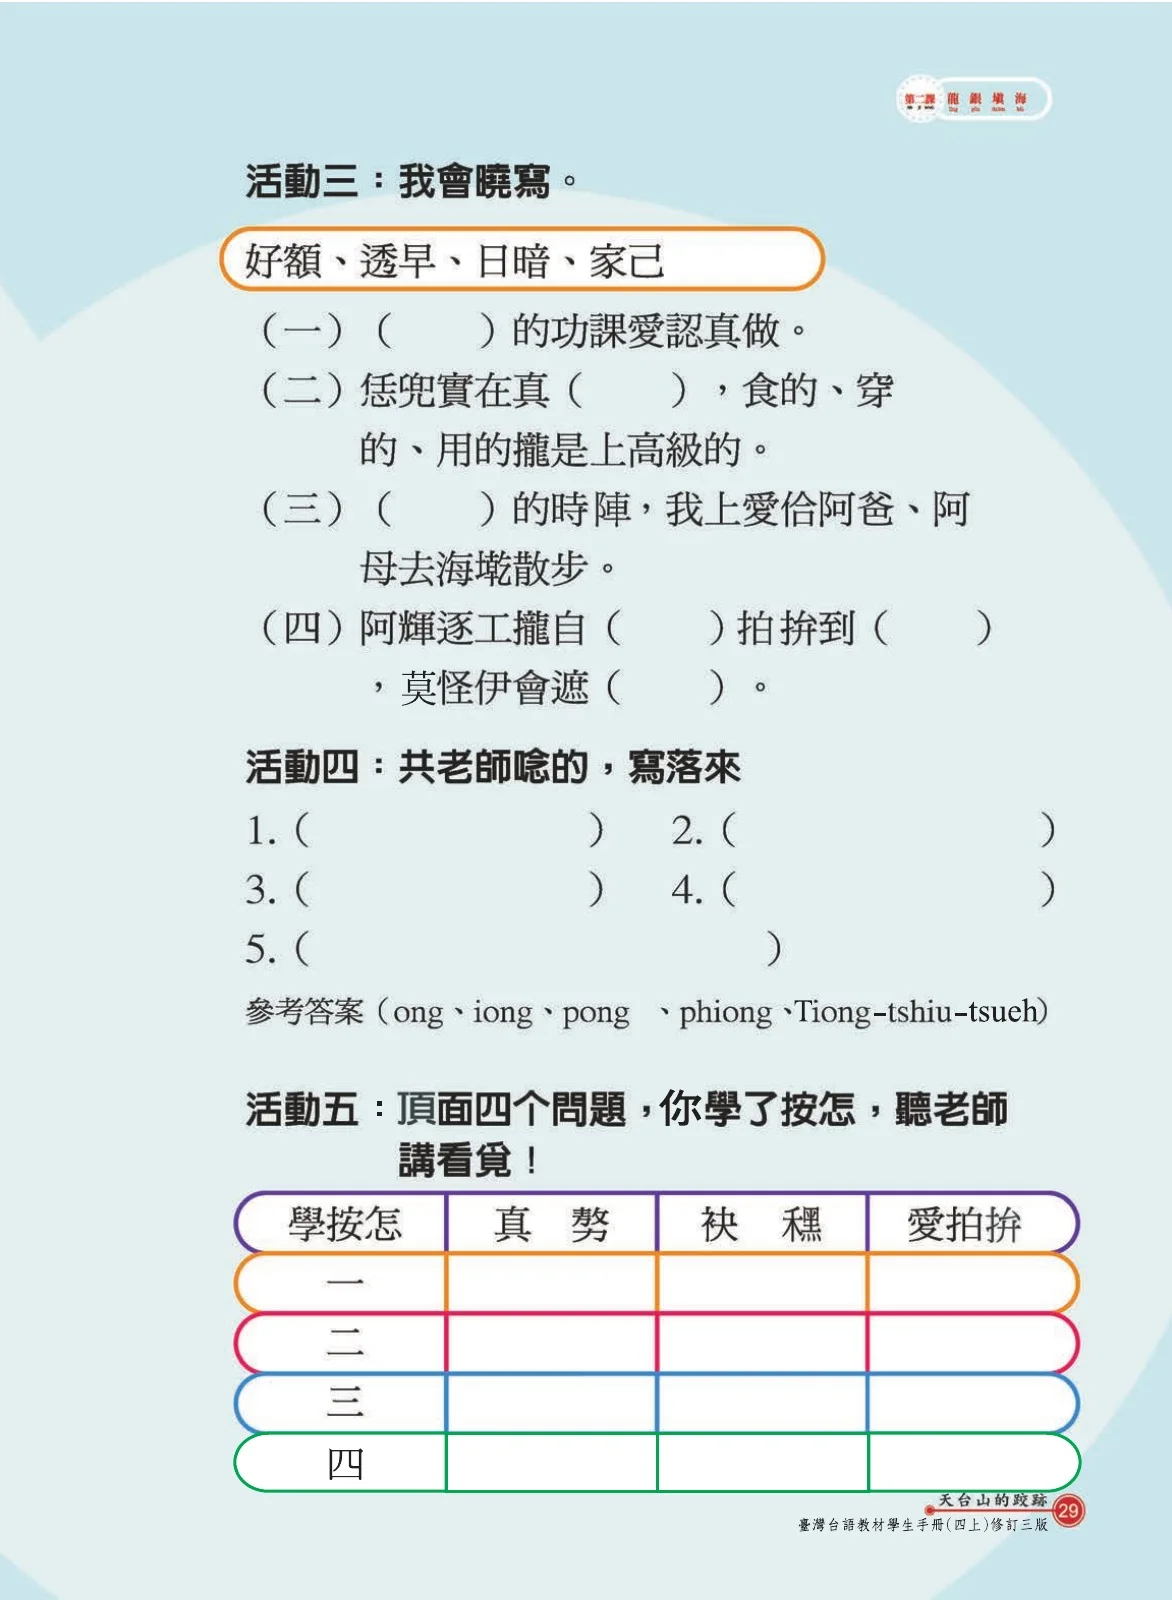 第二課 龍銀塡海
活動三：我會曉寫。
好額、透早、日暗、家己
（一）（　　）的功課愛認真做。
（二）恁兜實在真（　　），食的、穿
的、用的攏是上高級的。
（三）（　　）的時陣，我上愛佮阿爸、阿
母去海墘散步。
（四）阿輝逐工攏自（　　）拍拚到（　　）
，莫怪伊會遮（　　）。
活動四：共老師唸的，寫落來
1.（　　　　　）　2.（　　　　　）
3.（　　　　　）　4.（　　　　　）
5.（　　　　　　　）
參考答案（ong、iong、pong 、phiong、Tiong-tshiu-tsueh）
活動五：頂面四个問題，你學了按怎，聽老師
講看覓！
學按怎　真　勥　袂　䆀　愛拍拚
一
二
三
四
天台山的跤跡
臺灣台語教材學生手冊(四上)修訂三版
29